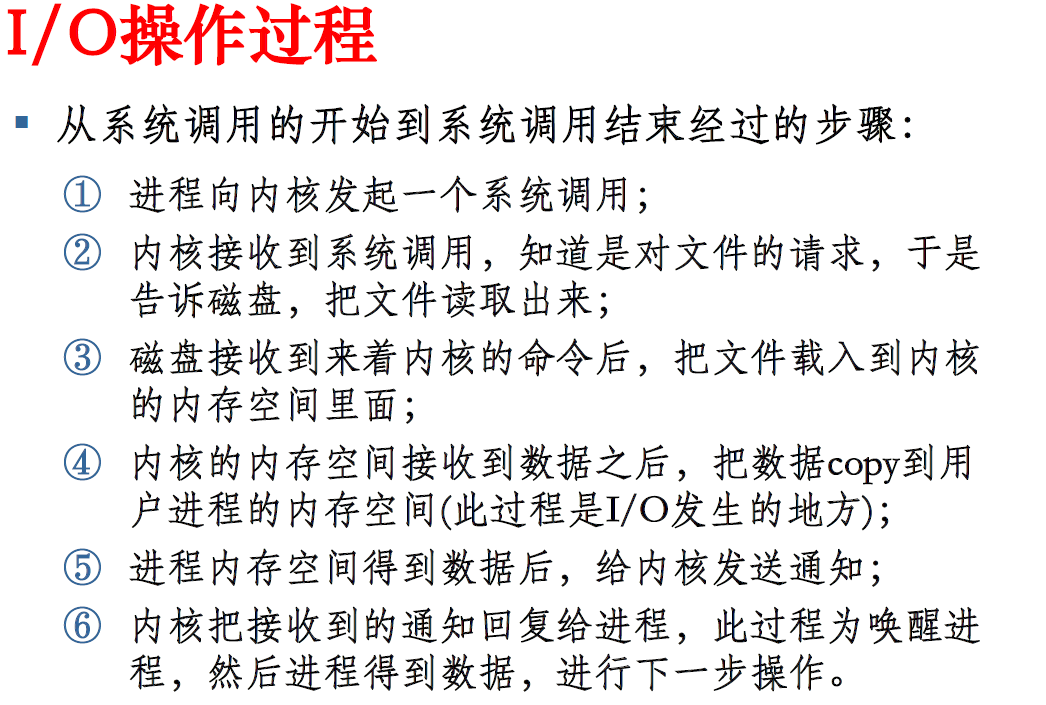 I/O操作过程
▪ 从系统调用的开始到系统调用结束经过的步骤：
① 进程向内核发起一个系统调用；
② 内核接收到系统调用，知道是对文件的请求，于是
告诉磁盘，把文件读取出来；
③ 磁盘接收到来着内核的命令后，把文件载入到内核
的内存空间里面；
④ 内核的内存空间接收到数据之后，把数据copy到用
户进程的内存空间(此过程是I/O发生的地方)；
⑤ 进程内存空间得到数据后，给内核发送通知；
⑥ 内核把接收到的通知回复给进程，此过程为唤醒进
程，然后进程得到数据，进行下一步操作。